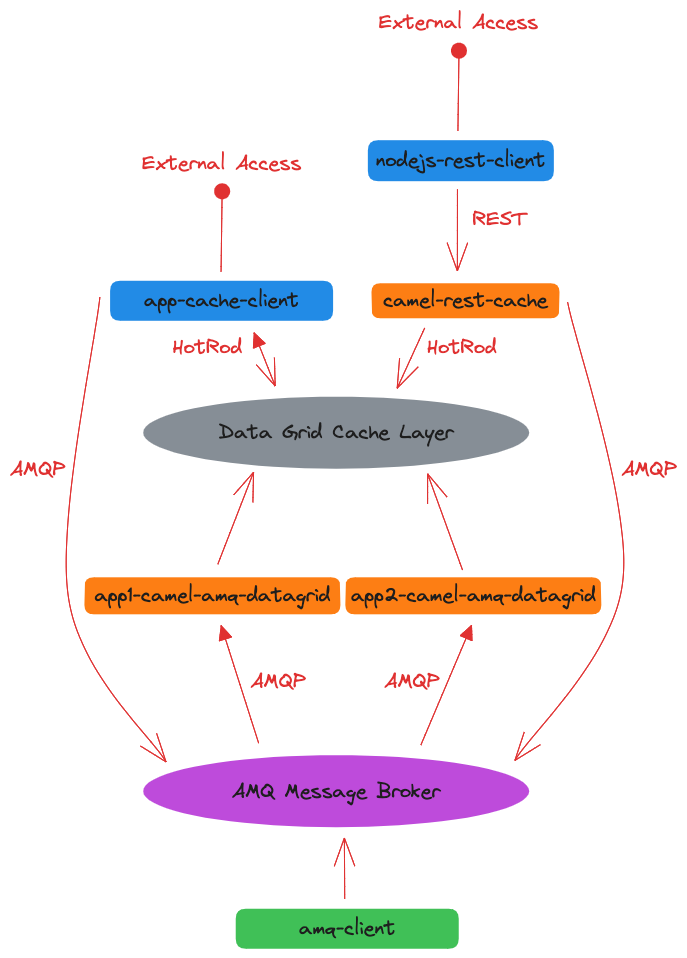 External Access
nodejs-rest-client
External Access
REST
app-cache-client
camel-rest-cache
HotRod
HotRod
Data Grid Cache Layer
AMQP
AMQP
app1-camel-amq-datagrid
app2-camel-amq-datagrid
AMQP
AMQP
AMQ Message Broker
amq-client